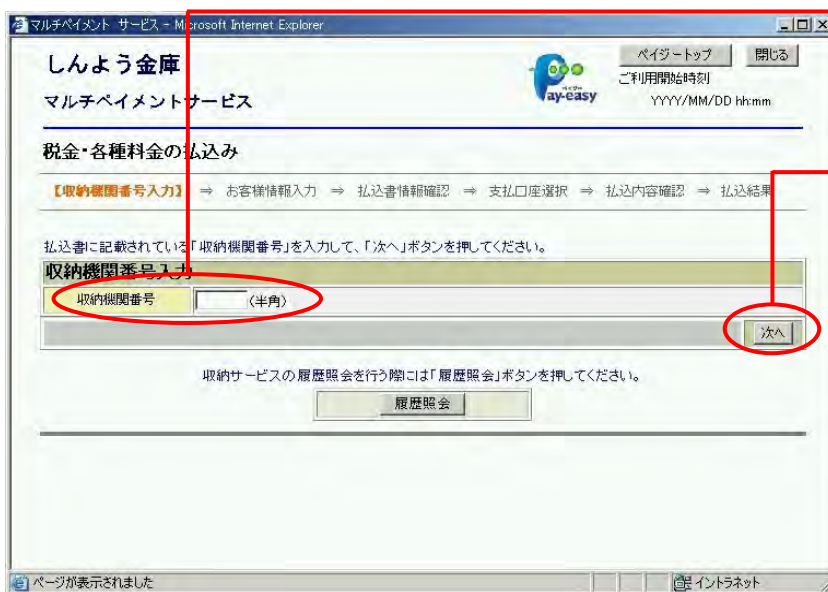 マルチペイメント サービス - Microsoft Internet Explorer
しんよう金庫
マルチペイメントサービス
Pay-easy
ペイジー
ペイジートップ
閉じる
ご利用開始時刻
YYYY/MM/DD hh:mm
税金・各種料金の払込み
【収納機関番号入力】 ⇒ お客様情報入力 ⇒ 払込書情報確認 ⇒ 支払口座選択 ⇒ 払込内容確認 ⇒ 払込結果
払込書に記載されている「収納機関番号」を入力して、「次へ」ボタンを押してください。
収納機関番号入力
収納機関番号 (半角)
次へ
収納サービスの履歴照会を行う際には「履歴照会」ボタンを押してください。
履歴照会
ページが表示されました
イントラネット